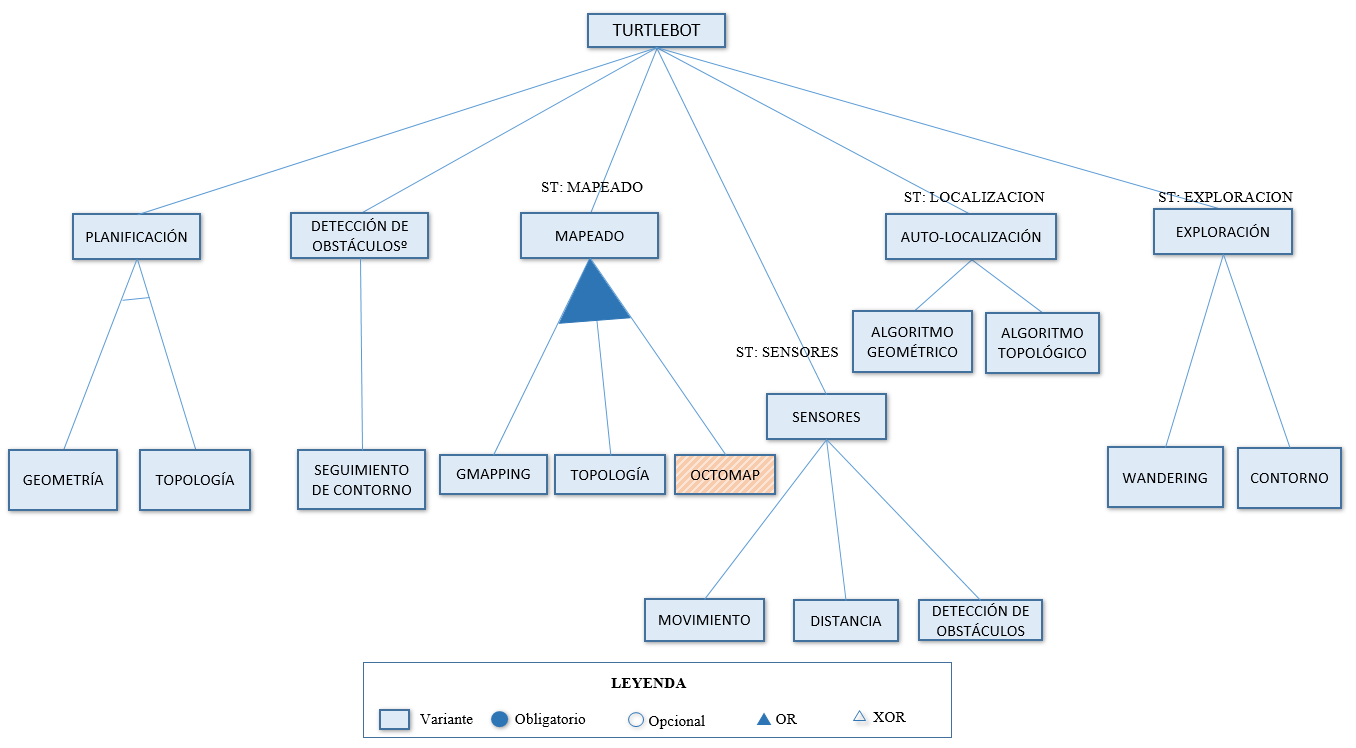 TURTLEBOT
ST: MAPEADO
ST: LOCALIZACION
ST: EXPLORACION
PLANIFICACIÓN
DETECCIÓN DE
OBSTÁCULOSº
MAPEADO
AUTO-LOCALIZACIÓN
EXPLORACIÓN
ALGORITMO
GEOMÉTRICO
ALGORITMO
TOPOLÓGICO
ST: SENSORES
SENSORES
GEOMETRÍA
TOPOLOGÍA
SEGUIMIENTO
DE CONTORNO
GMAPPING
TOPOLOGÍA
OCTOMAP
WANDERING
CONTORNO
MOVIMIENTO
DISTANCIA
DETECCIÓN DE
OBSTÁCULOS
LEYENDA
Variante
Obligatorio
Opcional
OR
XOR